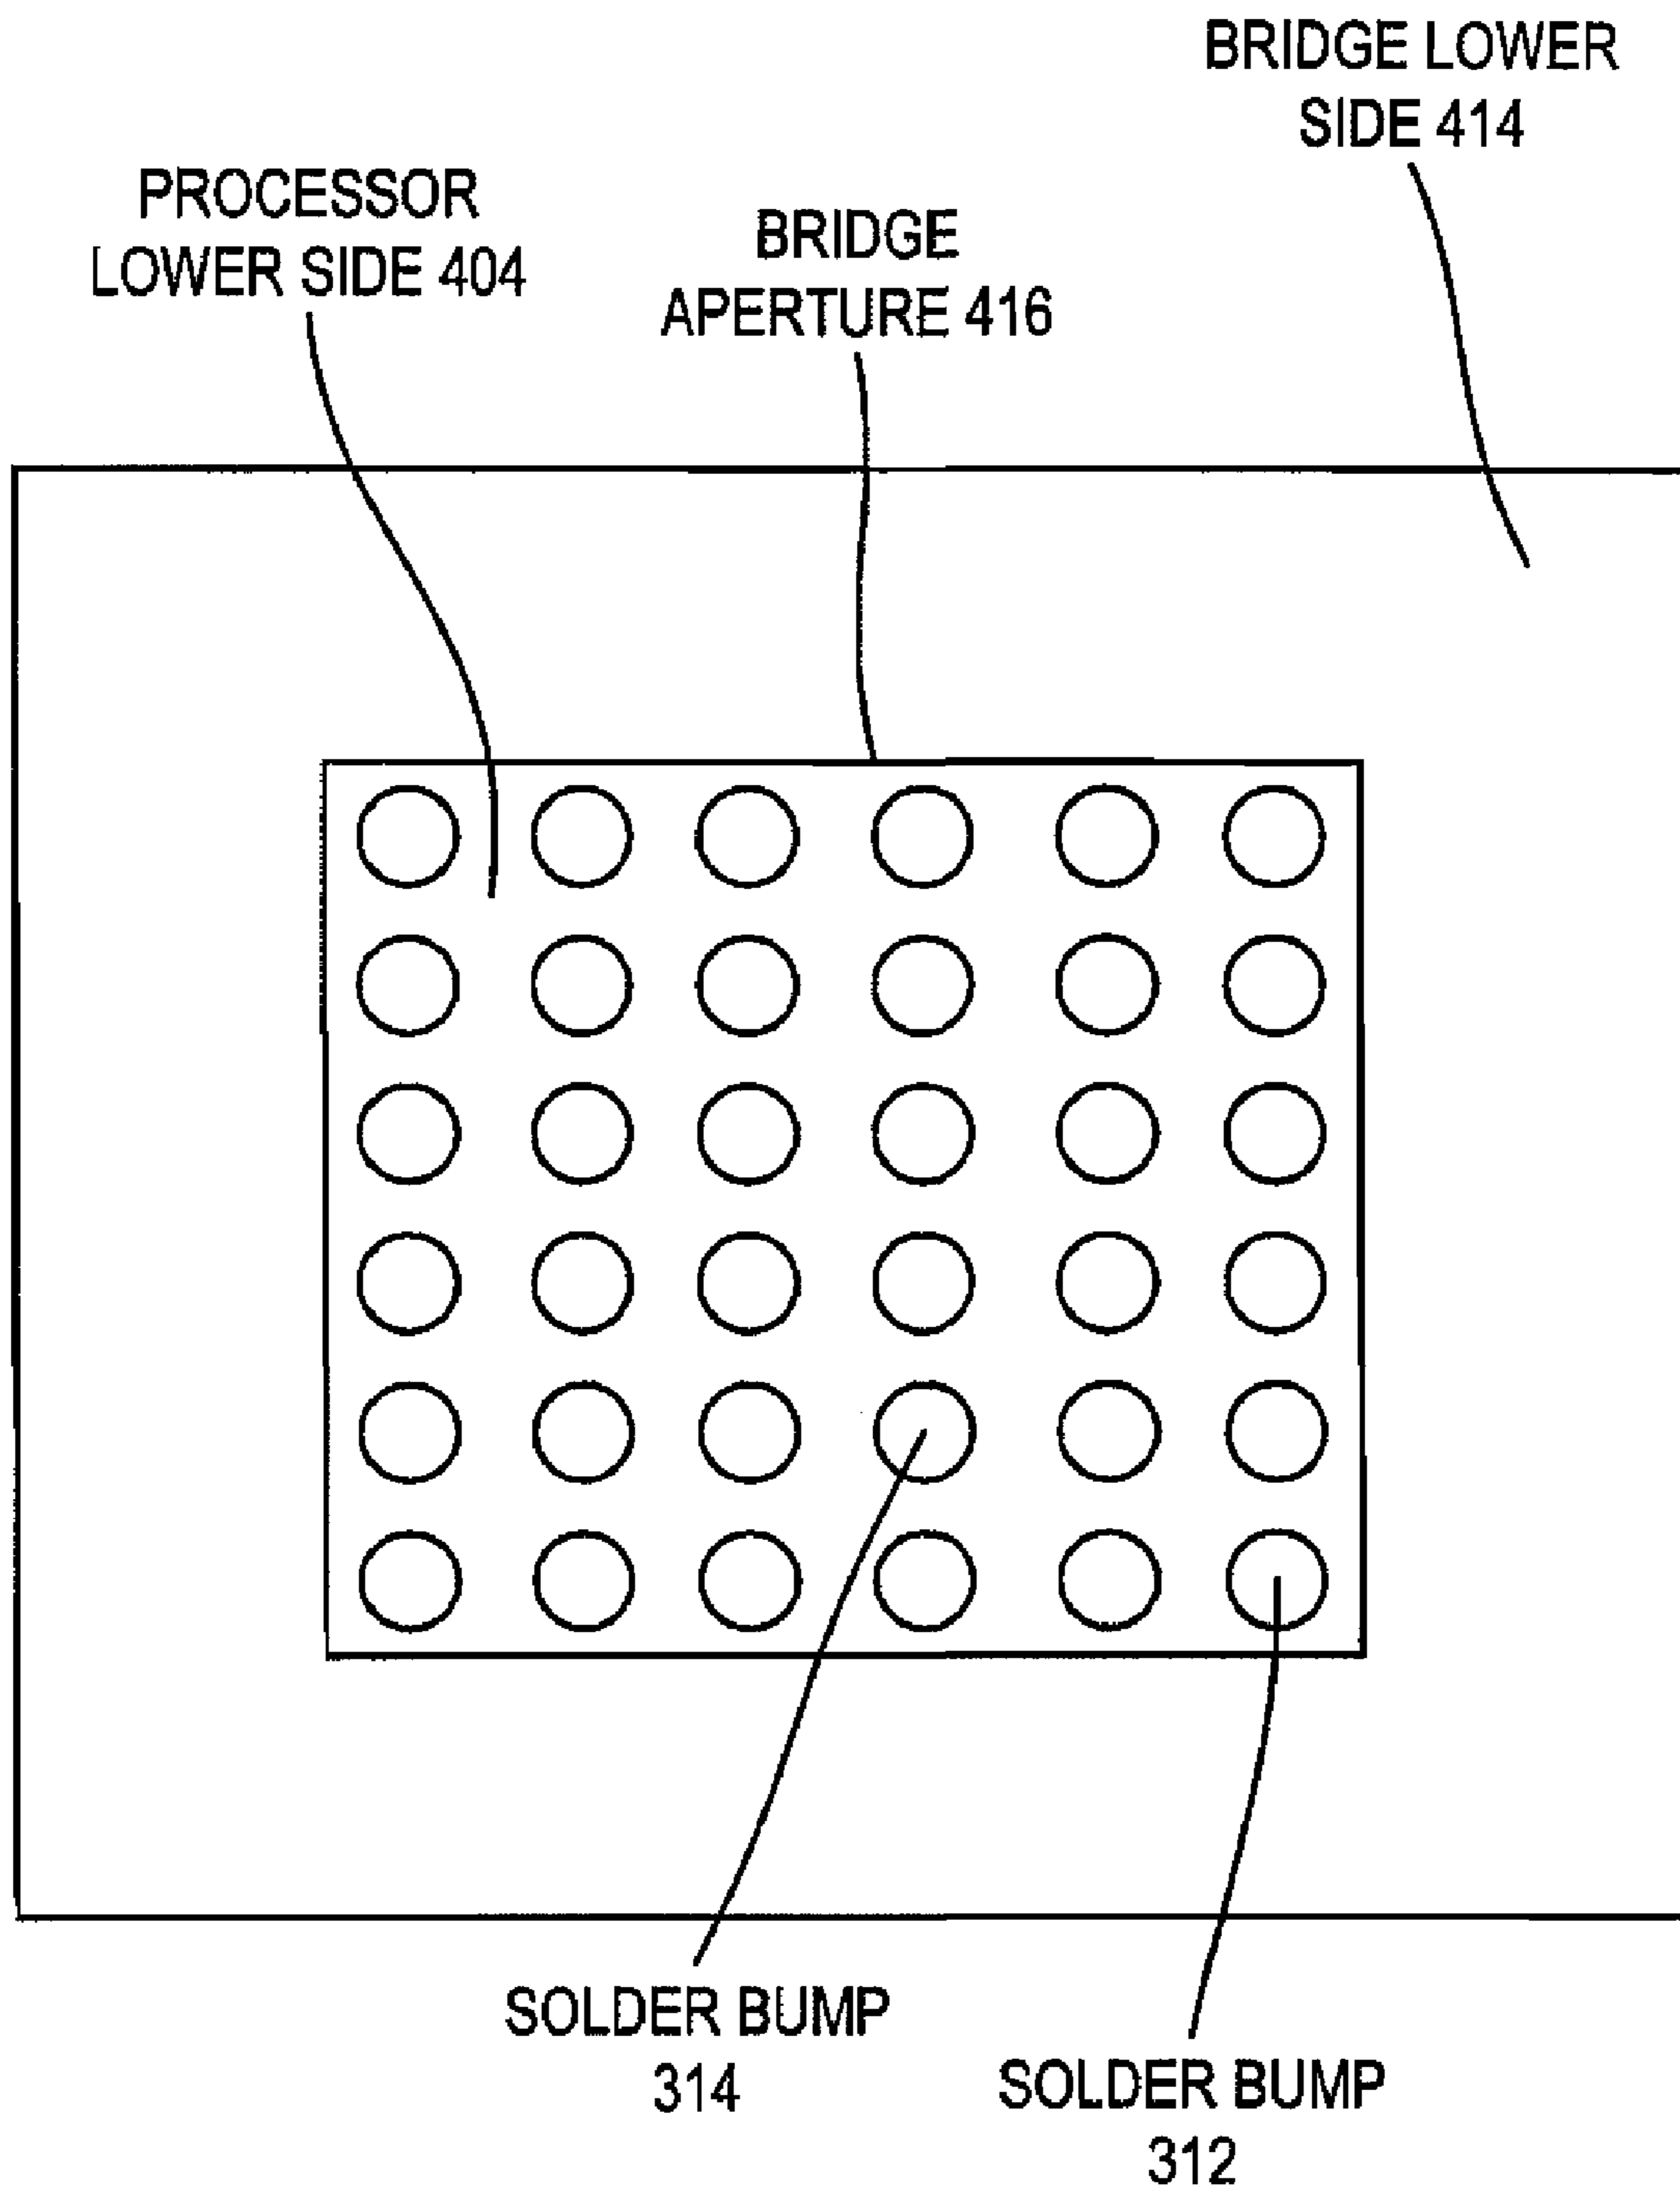 BRIDGE LOWER
SIDE 414
PROCESSOR
LOWER SIDE 404
BRIDGE
APERTURE 416
SOLDER BUMP
314
SOLDER BUMP
312